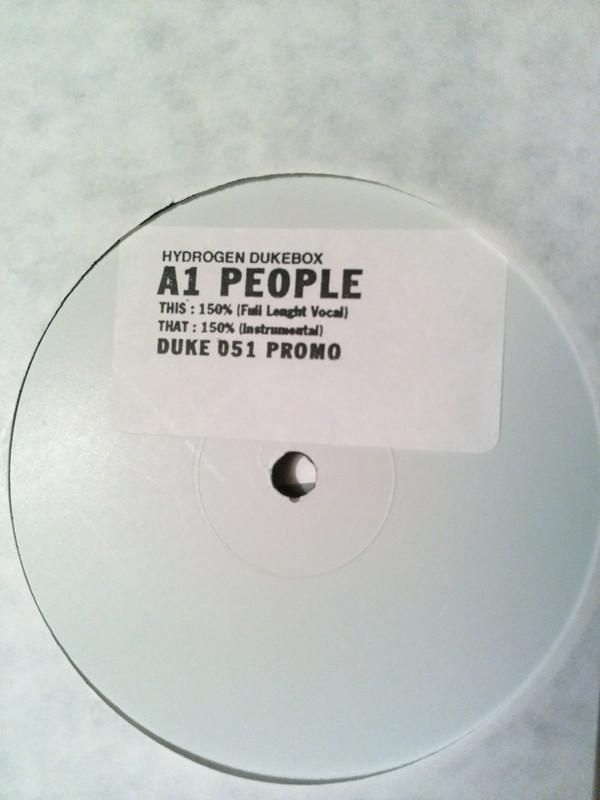 HYDROGEN DUKEBOX
A1 PEOPLE
THIS : 150% (Full Lenght Vocal)
THAT : 150% (Instrumental)
DUKE 051 PROMO